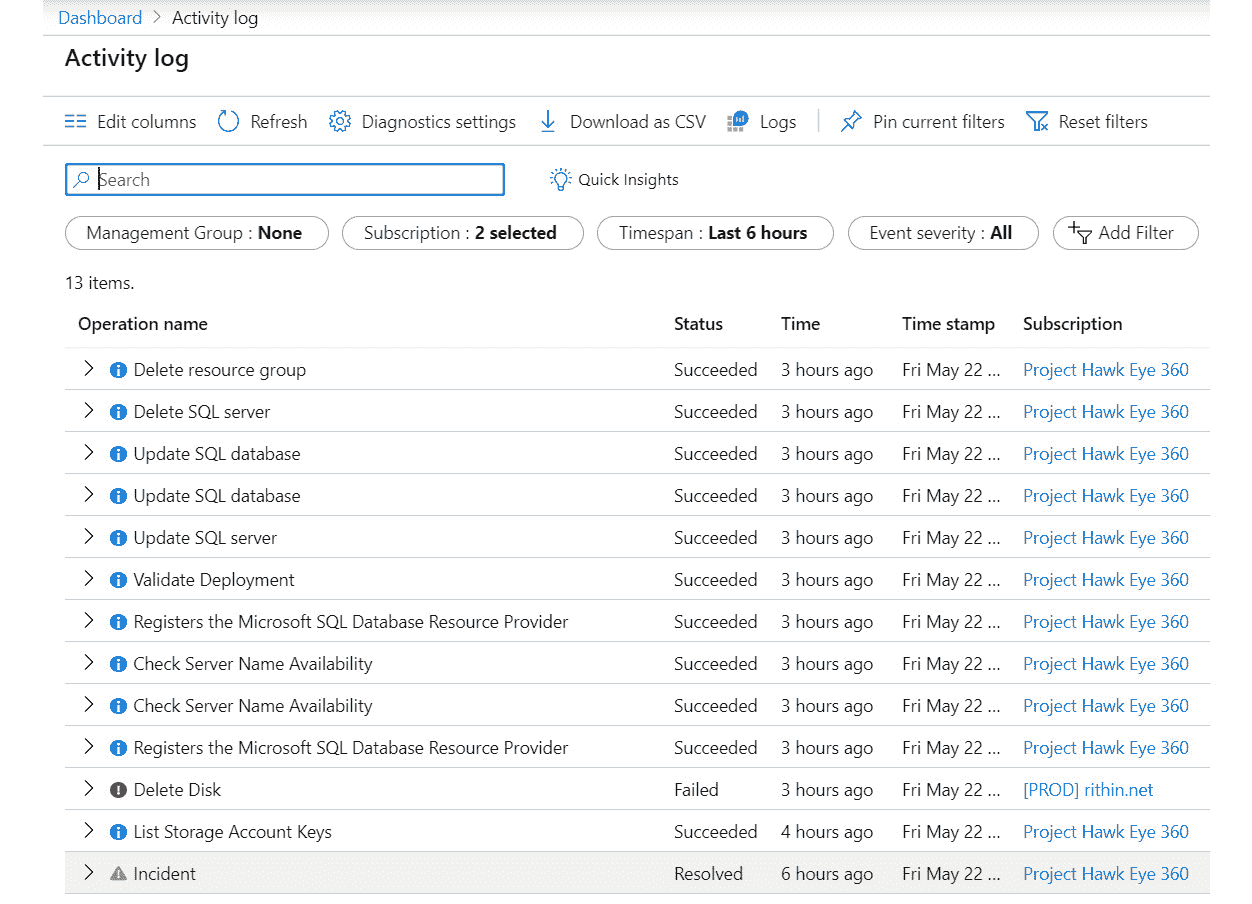 Dashboard > Activity log
Activity log
Edit columns Refresh Diagnostics settings Download as CSV Logs Pin current filters Reset filters
Search Quick Insights
Management Group : None Subscription : 2 selected Timespan : Last 6 hours Event severity : All Add Filter
13 items.
Operation name Status Time Time stamp Subscription
Delete resource group Succeeded 3 hours ago Fri May 22 ... Project Hawk Eye 360
Delete SQL server Succeeded 3 hours ago Fri May 22 ... Project Hawk Eye 360
Update SQL database Succeeded 3 hours ago Fri May 22 ... Project Hawk Eye 360
Update SQL database Succeeded 3 hours ago Fri May 22 ... Project Hawk Eye 360
Update SQL server Succeeded 3 hours ago Fri May 22 ... Project Hawk Eye 360
Validate Deployment Succeeded 3 hours ago Fri May 22 ... Project Hawk Eye 360
Registers the Microsoft SQL Database Resource Provider Succeeded 3 hours ago Fri May 22 ... Project Hawk Eye 360
Check Server Name Availability Succeeded 3 hours ago Fri May 22 ... Project Hawk Eye 360
Check Server Name Availability Succeeded 3 hours ago Fri May 22 ... Project Hawk Eye 360
Registers the Microsoft SQL Database Resource Provider Succeeded 3 hours ago Fri May 22 ... Project Hawk Eye 360
Delete Disk Failed 3 hours ago Fri May 22 ... [PROD] rithin.net
List Storage Account Keys Succeeded 4 hours ago Fri May 22 ... Project Hawk Eye 360
Incident Resolved 6 hours ago Fri May 22 ... Project Hawk Eye 360